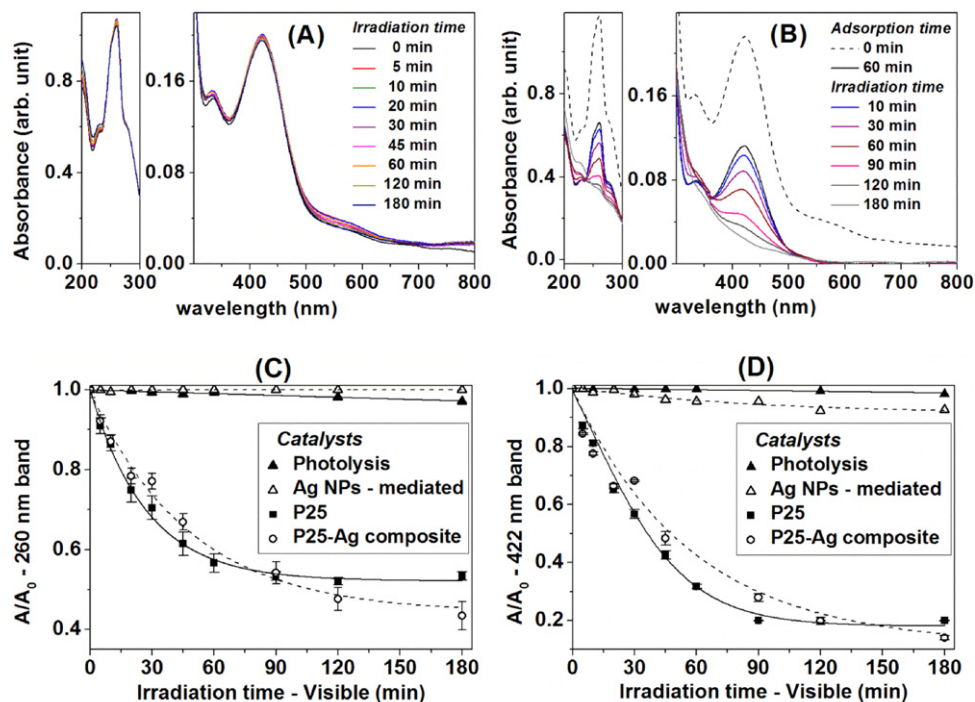 (A)
Irradiation time
0 min
5 min
10 min
20 min
30 min
45 min
60 min
120 min
180 min
Absorbance (arb. unit)
0.8
0.4
0.0
0.16
0.08
0.00
200 300
400 500 600 700 800
wavelength (nm)
(B)
Adsorption time
0 min
60 min
Irradiation time
10 min
30 min
60 min
90 min
120 min
180 min
Absorbance (arb. unit)
0.8
0.4
0.0
0.16
0.08
0.00
200 300
400 500 600 700 800
wavelength (nm)
(C)
Catalysts
Photolysis
Ag NPs - mediated
P25
P25-Ag composite
A/A0 - 260 nm band
1.0
0.8
0.6
0.4
0 30 60 90 120 150 180
Irradiation time - Visible (min)
(D)
Catalysts
Photolysis
Ag NPs - mediated
P25
P25-Ag composite
A/A0 - 422 nm band
1.0
0.8
0.6
0.4
0.2
0 30 60 90 120 150 180
Irradiation time - Visible (min)